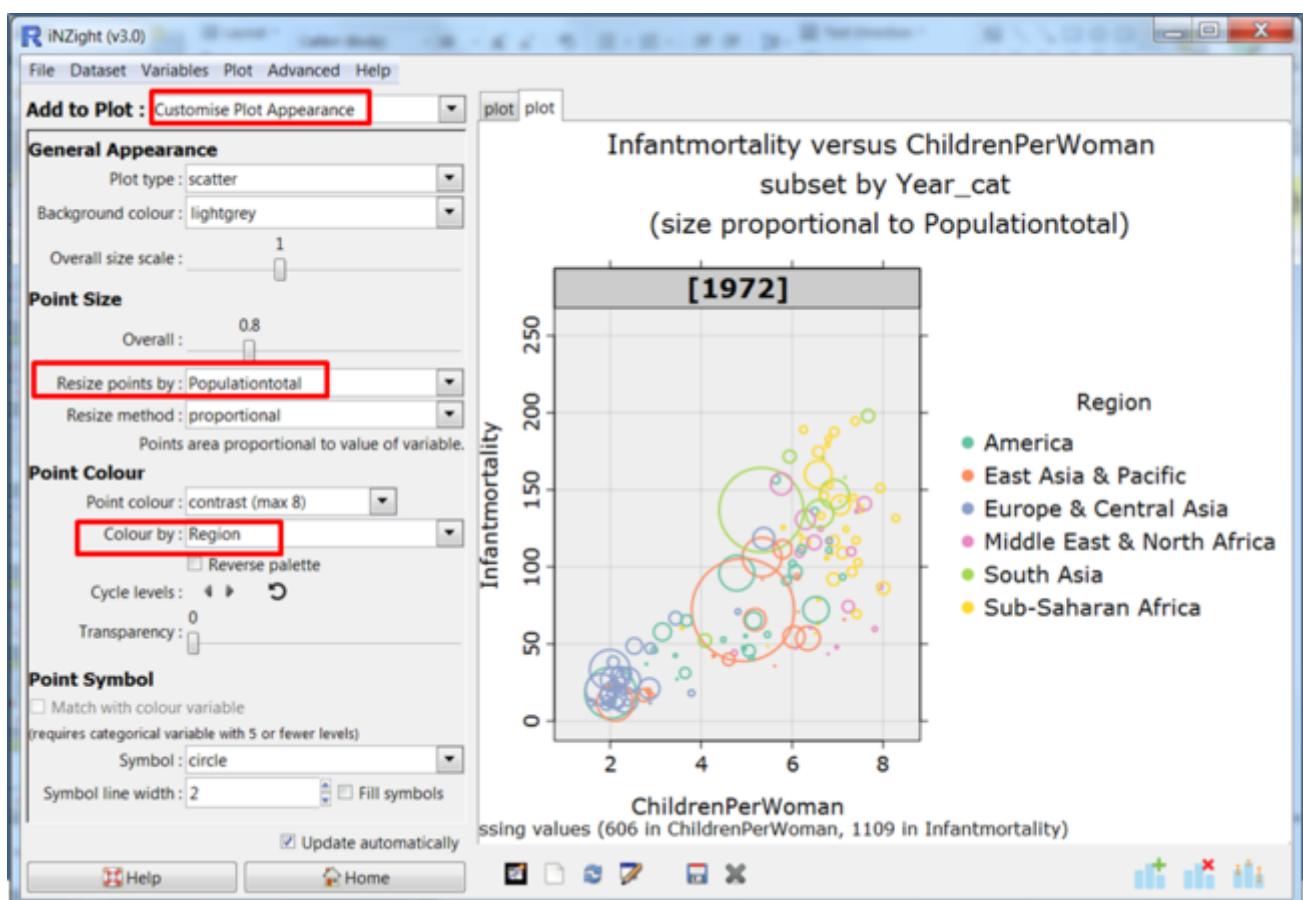 iNZight (v3.0)
File Dataset Variables Plot Advanced Help
Add to Plot : Customise Plot Appearance
General Appearance
Plot type : scatter
Background colour : lightgrey
1
Overall size scale :
Point Size
0.8
Overall :
Resize points by : Populationtotal
Resize method : proportional
Points area proportional to value of variable.
Point Colour
Point colour : contrast (max 8)
Colour by : Region
Reverse palette
Cycle levels :
0
Transparency :
Point Symbol
Match with colour variable
(requires categorical variable with 5 or fewer levels)
Symbol : circle
Symbol line width : 2 Fill symbols
Update automatically
Help Home
plot plot
Infantmortality versus ChildrenPerWoman
subset by Year_cat
(size proportional to Populationtotal)
[1972]
250
200
150
100
50
0
Infantmortality
2 4 6 8
ChildrenPerWoman
Region
America
East Asia & Pacific
Europe & Central Asia
Middle East & North Africa
South Asia
Sub-Saharan Africa
ssing values (606 in ChildrenPerWoman, 1109 in Infantmortality)